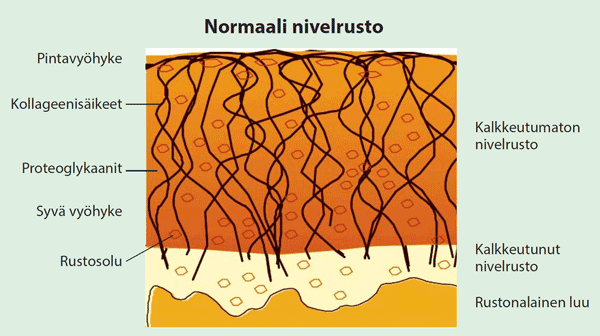 Normaali nivelrusto
Pintavyöhyke
Kollageenisäikeet
Proteoglykaanit
Syvä vyöhyke
Rustosolu
Kalkkeutumaton
nivelrusto
Kalkkeutunut
nivelrusto
Rustonalainen luu